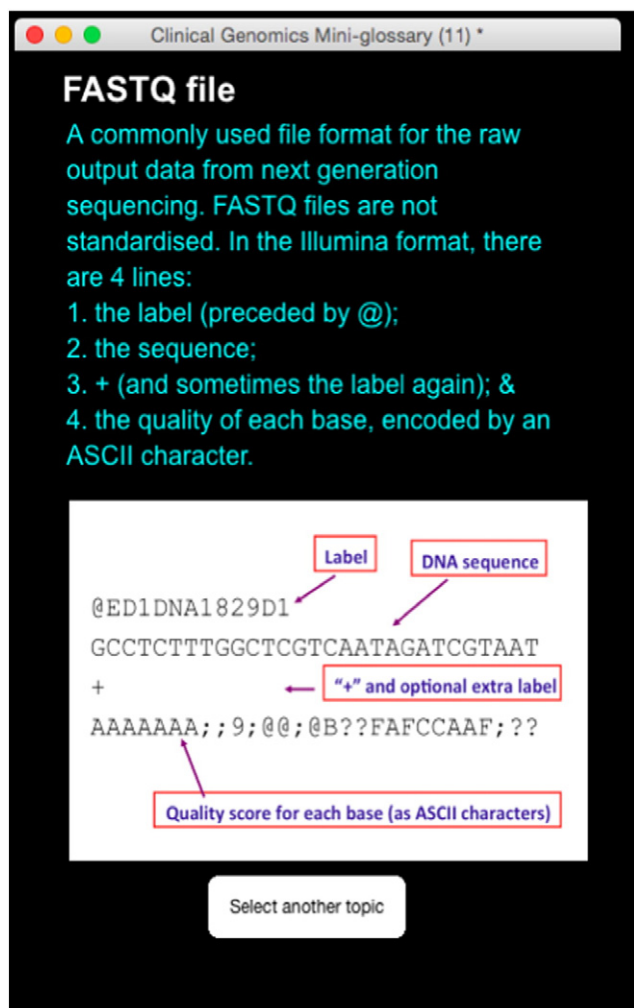 Clinical Genomics Mini-glossary (11) *
FASTQ file
A commonly used file format for the raw
output data from next generation
sequencing. FASTQ files are not
standardised. In the Illumina format, there
are 4 lines:
1. the label (preceded by @);
2. the sequence;
3. + (and sometimes the label again); &
4. the quality of each base, encoded by an
ASCII character.
Label
DNA sequence
@ED1DNA1829D1
GCCTCTTTGGCTCGTCAATAGATCGTAAT
+
"+" and optional extra label
AAAAAAA;;9;@@;@B??FAFCCAAF;??
Quality score for each base (as ASCII characters)
Select another topic